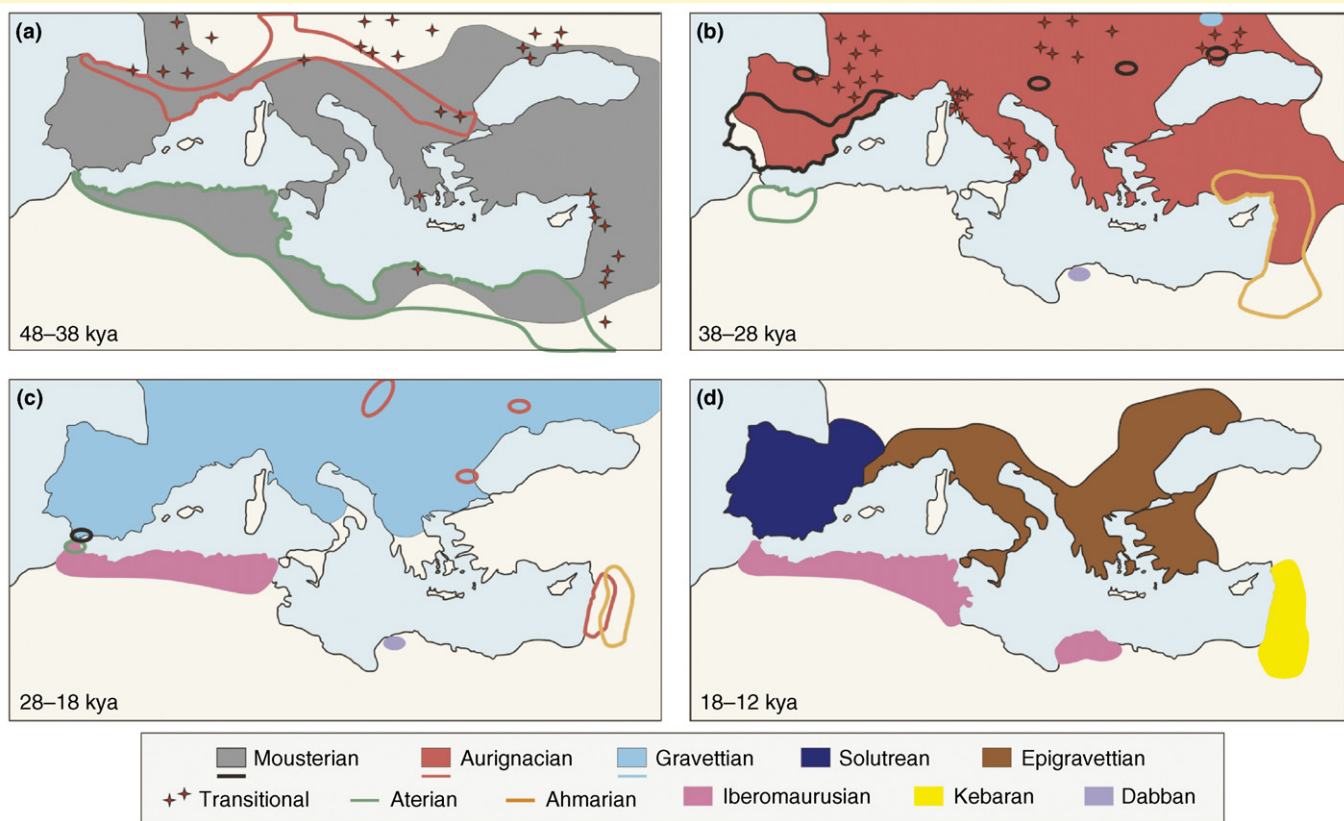 (a)
48–38 kya
(b)
38–28 kya
(c)
28–18 kya
(d)
18–12 kya
Mousterian Aurignacian Gravettian Solutrean Epigravettian
Transitional Aterian Ahmarian Iberomaurusian Kebaran Dabban